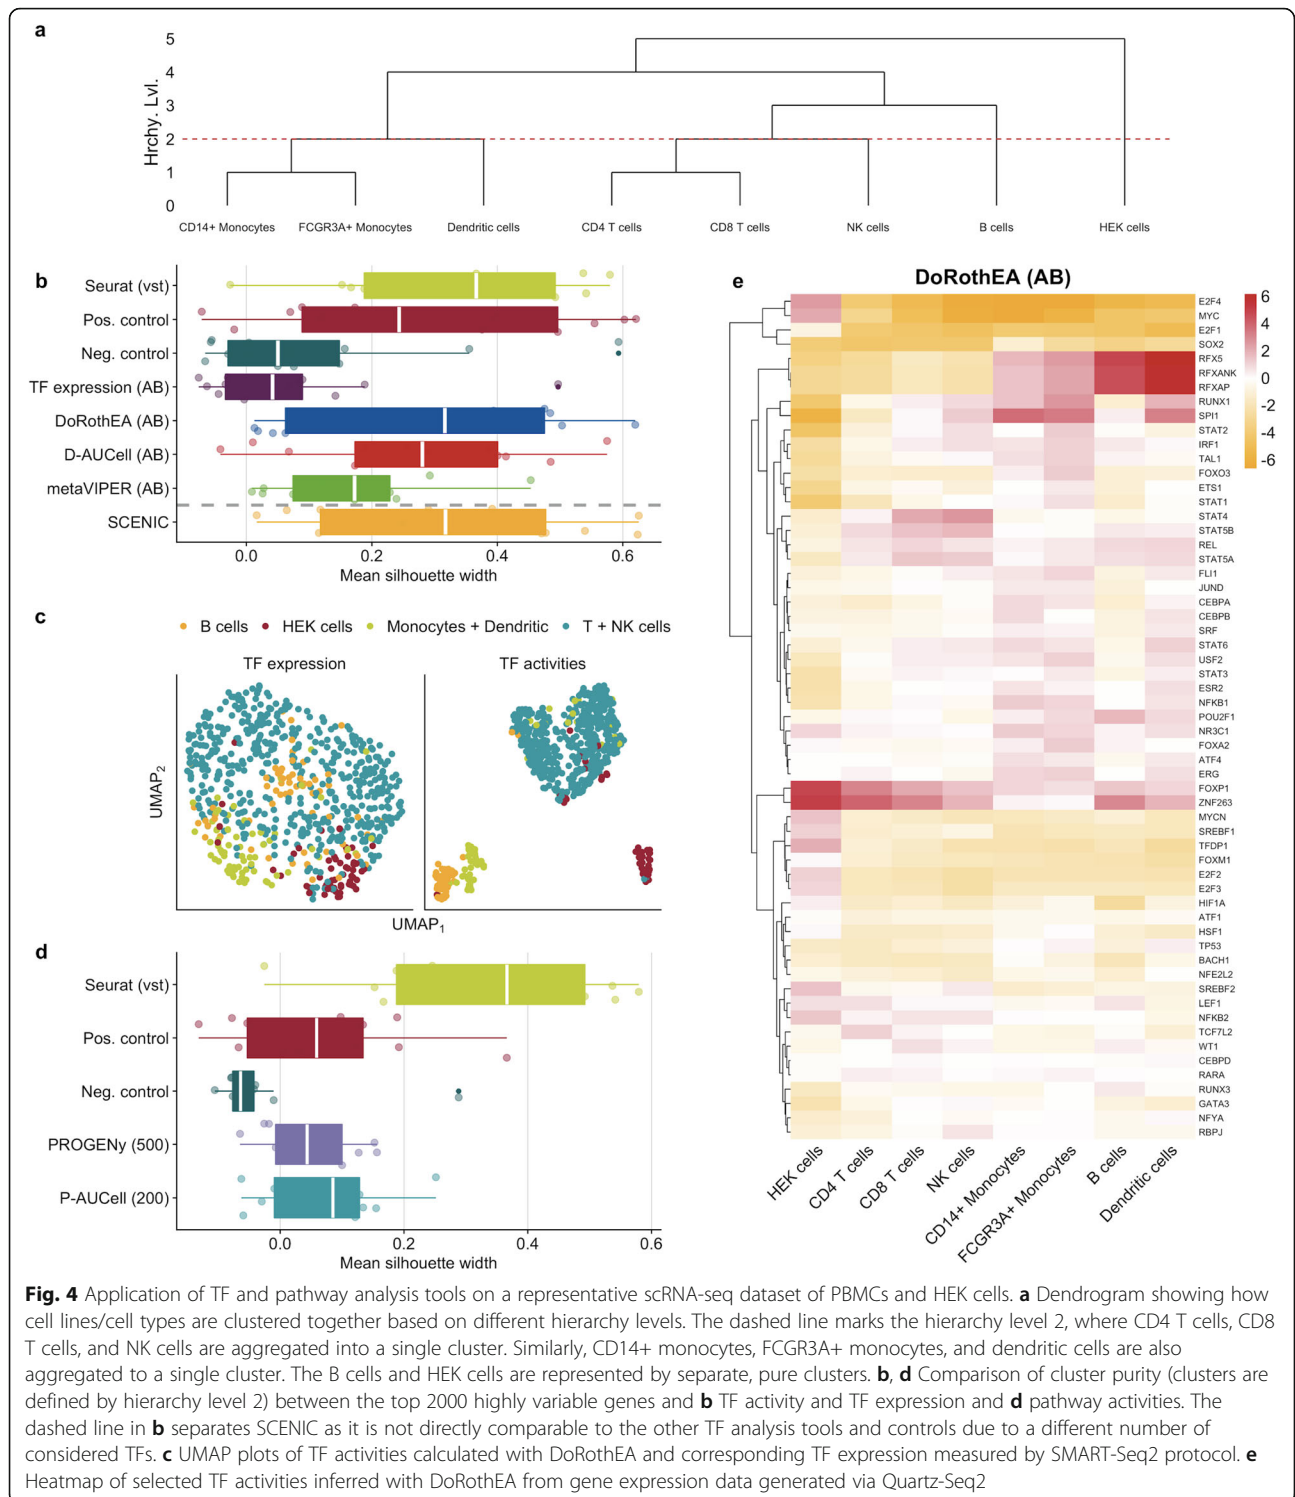 a
5
4
3
2
1
0
Hrchy. Lvl.
CD14+ Monocytes
FCGR3A+ Monocytes
Dendritic cells
CD4 T cells
CD8 T cells
NK cells
B cells
HEK cells
b
Seurat (vst)
Pos. control
Neg. control
TF expression (AB)
DoRothEA (AB)
D-AUCell (AB)
metaVIPER (AB)
SCENIC
0.0
0.2
0.4
0.6
Mean silhouette width
c
B cells
HEK cells
Monocytes + Dendritic
T + NK cells
TF expression
TF activities
UMAP2
UMAP1
d
Seurat (vst)
Pos. control
Neg. control
PROGENy (500)
P-AUCell (200)
0.0
0.2
0.4
0.6
Mean silhouette width
e
DoRothEA (AB)
6
4
2
0
-2
-4
-6
E2F4
MYC
E2F1
SOX2
RFX5
RFXANK
RFXAP
RUNX1
SPI1
STAT2
IRF1
TAL1
FOXO3
ETS1
STAT1
STAT4
STAT5B
REL
STAT5A
FLI1
JUND
CEBPA
CEBPB
SRF
STAT6
USF2
STAT3
ESR2
NFKB1
POU2F1
NR3C1
FOXA2
ATF4
ERG
FOXP1
ZNF263
MYCN
SREBF1
TFDP1
FOXM1
E2F2
E2F3
HIF1A
ATF1
HSF1
TP53
BACH1
NFE2L2
SREBF2
LEF1
NFKB2
TCF7L2
WT1
CEBPD
RARA
RUNX3
GATA3
NFYA
RBPJ
HEK cells
CD4 T cells
CD8 T cells
NK cells
CD14+ Monocytes
FCGR3A+ Monocytes
B cells
Dendritic cells
Fig. 4 Application of TF and pathway analysis tools on a representative scRNA-seq dataset of PBMCs and HEK cells. a Dendrogram showing how
cell lines/cell types are clustered together based on different hierarchy levels. The dashed line marks the hierarchy level 2, where CD4 T cells, CD8
T cells, and NK cells are aggregated into a single cluster. Similarly, CD14+ monocytes, FCGR3A+ monocytes, and dendritic cells are also
aggregated to a single cluster. The B cells and HEK cells are represented by separate, pure clusters. b, d Comparison of cluster purity (clusters are
defined by hierarchy level 2) between the top 2000 highly variable genes and b TF activity and TF expression and d pathway activities. The
dashed line in b separates SCENIC as it is not directly comparable to the other TF analysis tools and controls due to a different number of
considered TFs. c UMAP plots of TF activities calculated with DoRothEA and corresponding TF expression measured by SMART-Seq2 protocol. e
Heatmap of selected TF activities inferred with DoRothEA from gene expression data generated via Quartz-Seq2